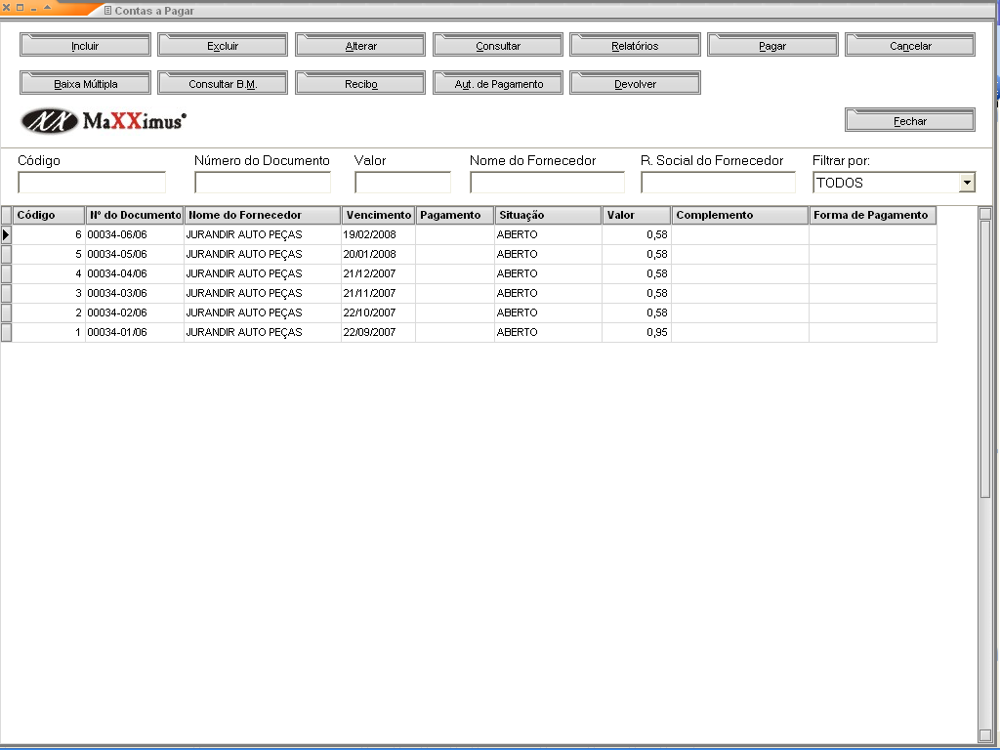 Contas a Pagar
Incluir Excluir Alterar Consultar Relatórios Pagar Cancelar
Baixa Múltipla Consultar B.M. Recibo Aut. de Pagamento Devolver
XX MaXXimus Fechar
Código Número do Documento Valor Nome do Fornecedor R. Social do Fornecedor Filtrar por:
TODOS
Código Nº do Documento Nome do Fornecedor Vencimento Pagamento Situação Valor Complemento Forma de Pagamento
6 00034-06/06 JURANDIR AUTO PEÇAS 19/02/2008 ABERTO 0,58
5 00034-05/06 JURANDIR AUTO PEÇAS 20/01/2008 ABERTO 0,58
4 00034-04/06 JURANDIR AUTO PEÇAS 21/12/2007 ABERTO 0,58
3 00034-03/06 JURANDIR AUTO PEÇAS 21/11/2007 ABERTO 0,58
2 00034-02/06 JURANDIR AUTO PEÇAS 22/10/2007 ABERTO 0,58
1 00034-01/06 JURANDIR AUTO PEÇAS 22/09/2007 ABERTO 0,95